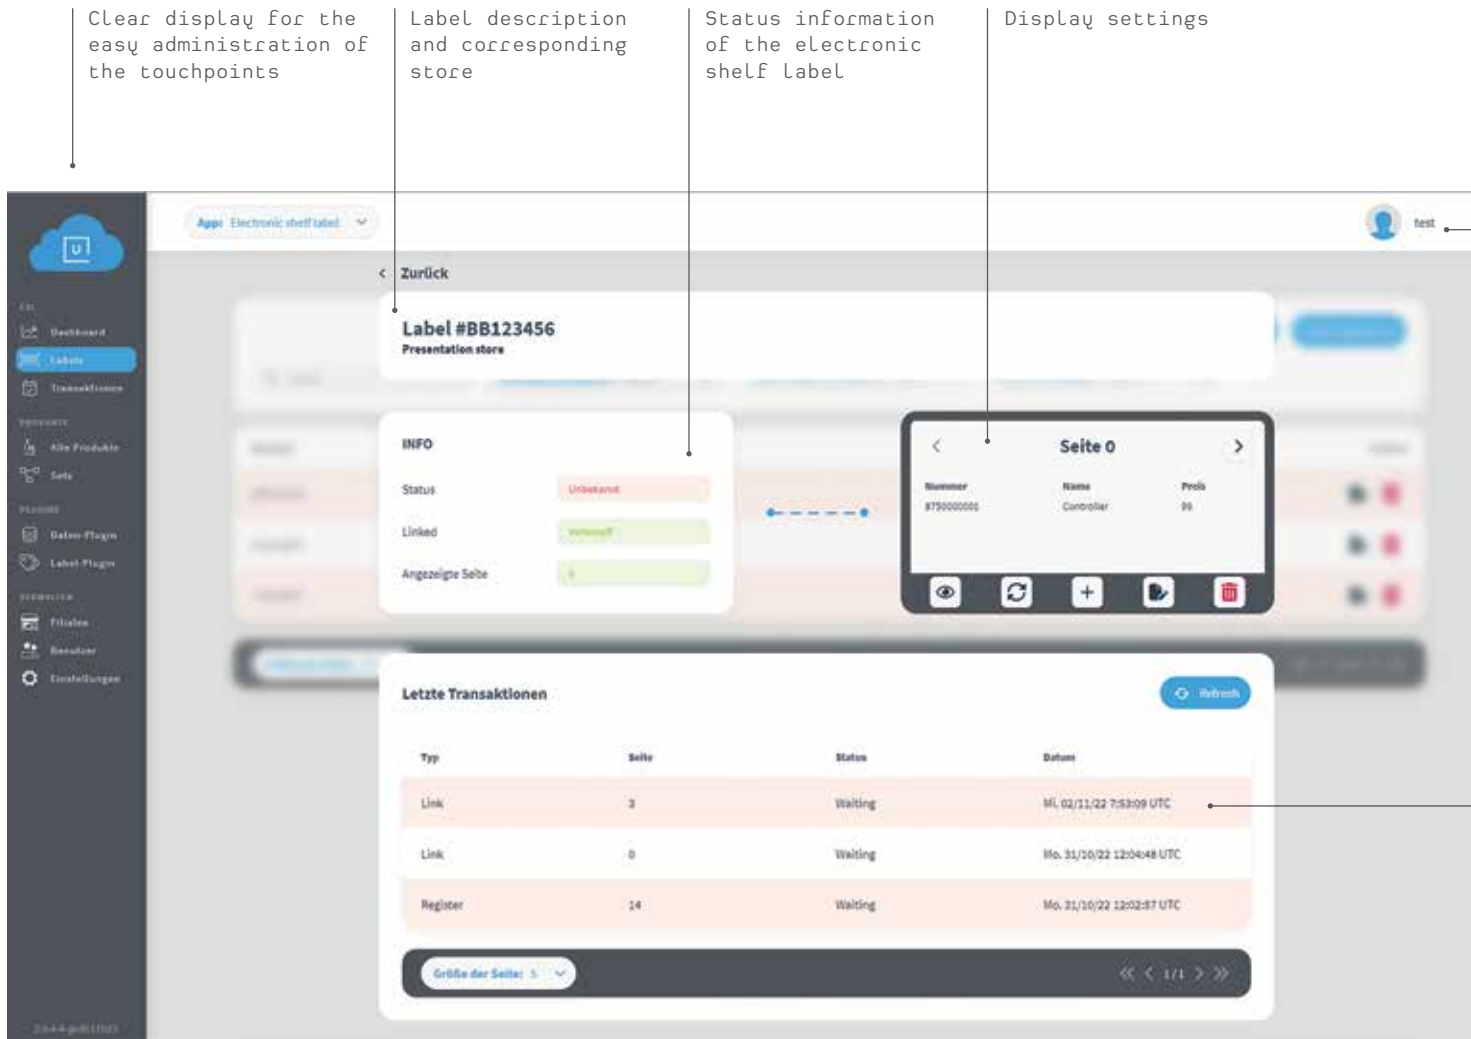 Clear display for the
easy administration of
the touchpoints
Label description
and corresponding
store
Status information
of the electronic
shelf label
Display settings
U
App: Electronic shelf label
test
Zurück
Label #BB123456
Presentation store
Dashboard
Labels
Transaktionen
PRODUKTE
Alle Produkte
Sets
PLUGINS
Daten-Plugin
Label-Plugin
Filialen
Benutzer
Einstellungen
INFO
Status Unbekannt
Linked Verknüpft
Angezeigte Seite
Seite 0
Nummer Name Preis
8750000001 Controller 99
Letzte Transaktionen
Refresh
Typ Seite Status Datum
Link 3 Waiting Mi. 02/11/22 7:53:09 UTC
Link 0 Waiting Mo. 31/10/22 12:04:48 UTC
Register 14 Waiting Mo. 31/10/22 12:02:57 UTC
Größe der Seite: 5
1/1